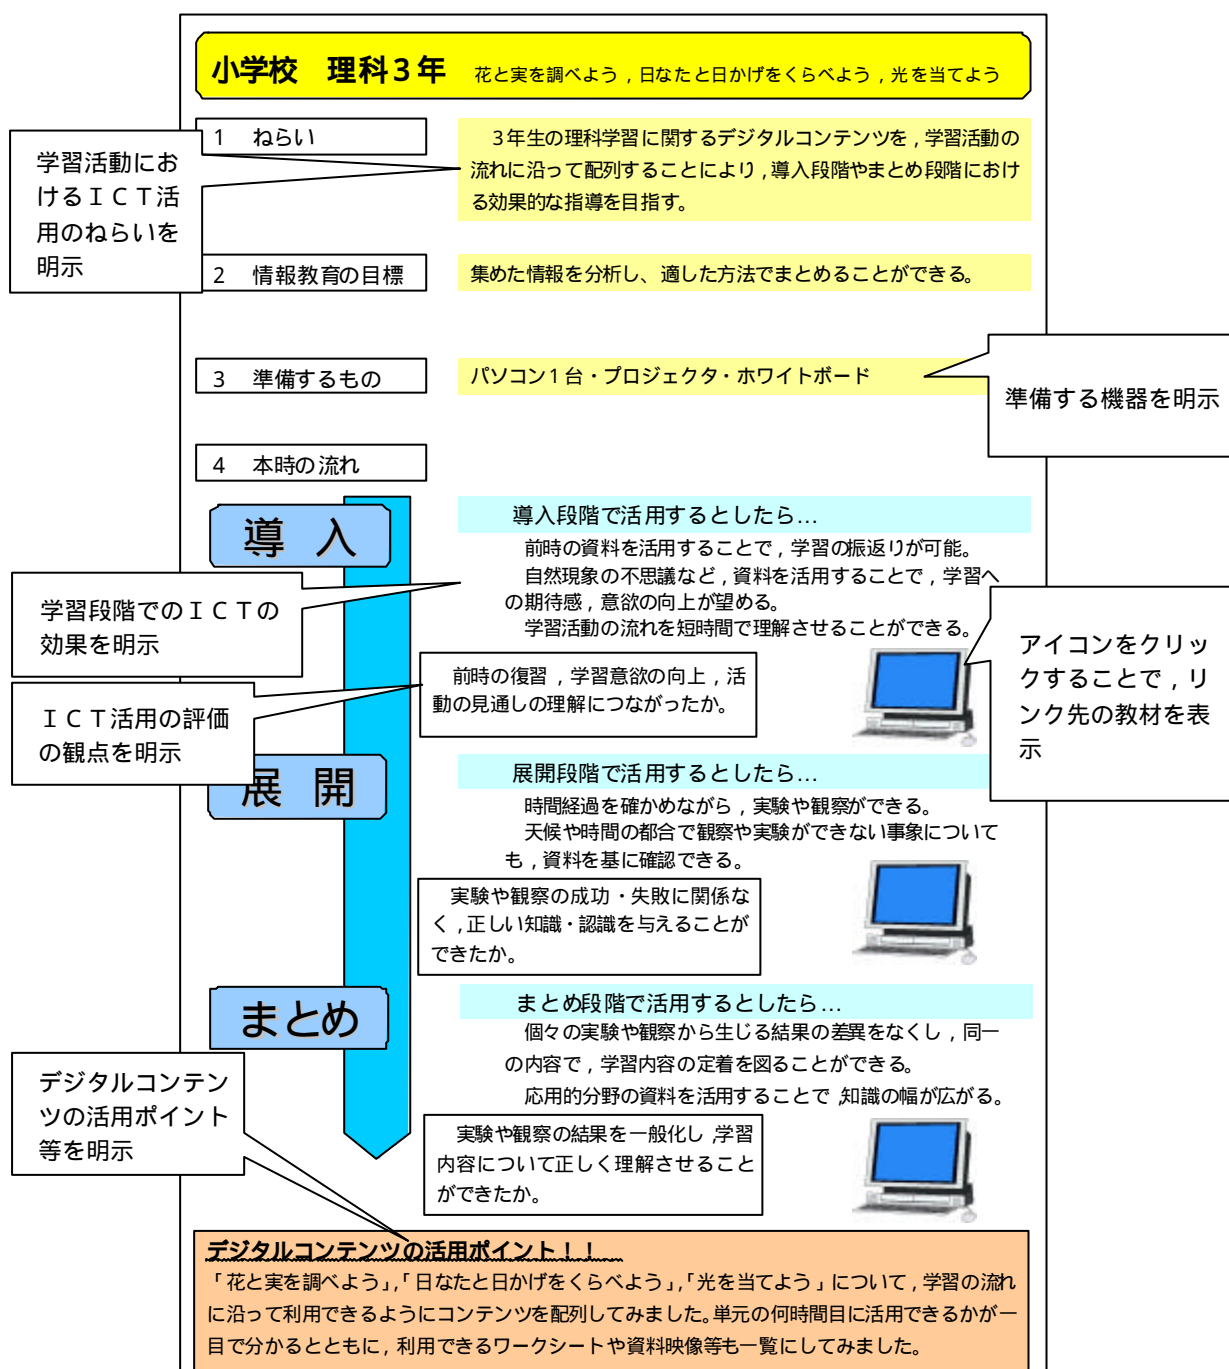 小学校　理科３年　花と実を調べよう，日なたと日かげをくらべよう，光を当てよう
1　ねらい
３年生の理科学習に関するデジタルコンテンツを，学習活動の
流れに沿って配列することにより，導入段階やまとめ段階におけ
る効果的な指導を目指す。
学習活動にお
けるＩＣＴ活
用のねらいを
明示
2　情報教育の目標
集めた情報を分析し、適した方法でまとめることができる。
3　準備するもの
パソコン１台・プロジェクタ・ホワイトボード
準備する機器を明示
4　本時の流れ
導　入
導入段階で活用するとしたら…
前時の資料を活用することで，学習の振返りが可能。
自然現象の不思議など，資料を活用することで，学習へ
の期待感，意欲の向上が望める。
学習活動の流れを短時間で理解させることができる。
学習段階でのＩＣＴの
効果を明示
アイコンをクリッ
クすることで，リ
ンク先の教材を表
示
前時の復習，学習意欲の向上，活
動の見通しの理解につながったか。
ＩＣＴ活用の評価
の観点を明示
展　開
展開段階で活用するとしたら…
時間経過を確かめながら，実験や観察ができる。
天候や時間の都合で観察や実験ができない事象について
も，資料を基に確認できる。
実験や観察の成功・失敗に関係な
く，正しい知識・認識を与えることが
できたか。
まとめ
まとめ段階で活用するとしたら…
個々の実験や観察から生じる結果の差異をなくし，同一
の内容で，学習内容の定着を図ることができる。
応用的分野の資料を活用することで，知識の幅が広がる。
デジタルコンテン
ツの活用ポイント
等を明示
実験や観察の結果を一般化し，学習
内容について正しく理解させること
ができたか。
デジタルコンテンツの活用ポイント！！
「花と実を調べよう」，「日なたと日かげをくらべよう」，「光を当てよう」について，学習の流れ
に沿って利用できるようにコンテンツを配列してみました。単元の何時間目に活用できるかが一
目で分かるとともに，利用できるワークシートや資料映像等も一覧にしてみました。